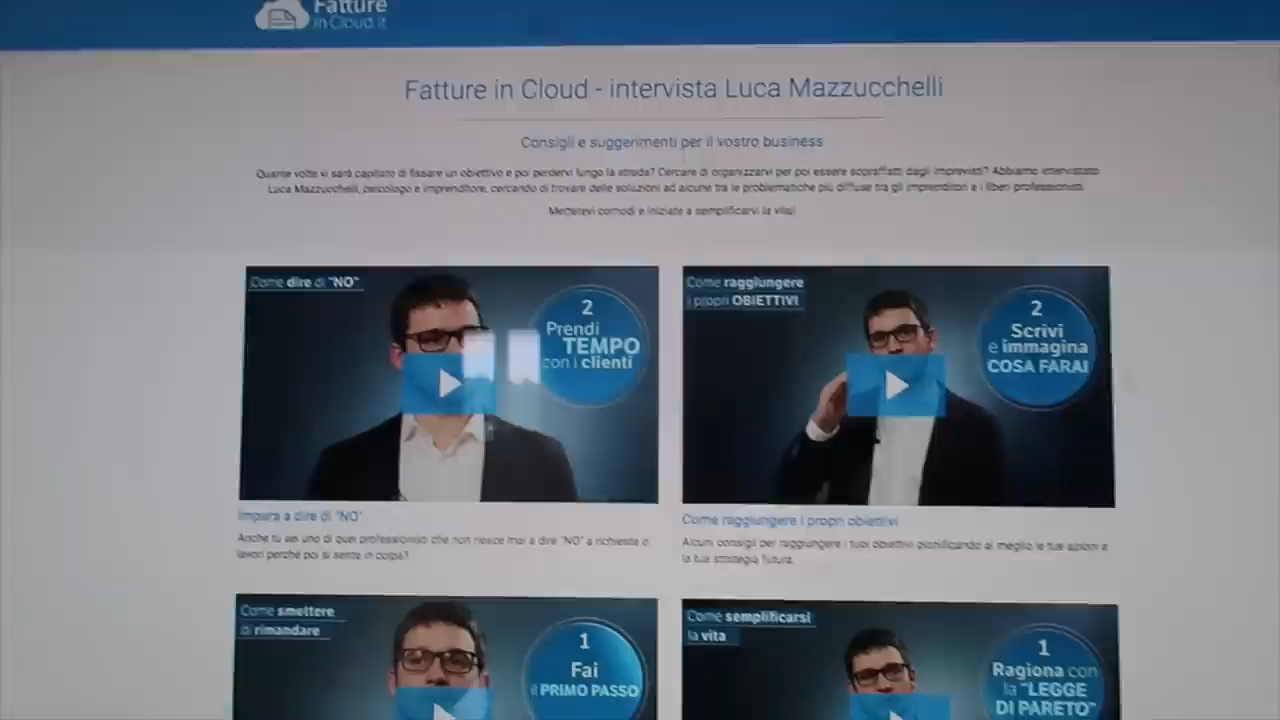 Fatture
in Cloud.it
Fatture in Cloud - intervista Luca Mazzucchelli
Consigli e suggerimenti per il vostro business
Quante volte vi sarà capitato di fissare un obiettivo e poi perdervi lungo la strada? Cercare di organizzarvi per poi essere sopraffatti dagli imprevisti? Abbiamo intervistato
Luca Mazzucchelli, psicologo e imprenditore, cercando di trovare delle soluzioni ad alcune tra le problematiche più diffuse tra gli imprenditori e i liberi professionisti.
Mettetevi comodi e iniziate a semplificarvi la vita!
Come dire di "NO"
2
Prendi
TEMPO
con i clienti
Come raggiungere
i propri OBIETTIVI
2
Scrivi
e immagina
COSA FARAI
Impara a dire di "NO"
Anche tu sei uno di quei professionisti che non riesce mai a dire "NO" a richieste o
lavori perché poi si sente in colpa?
Come raggiungere i propri obiettivi
Alcuni consigli per raggiungere i tuoi obiettivi pianificando al meglio le tue azioni e
la tua strategia futura.
Come smettere
di rimandare
1
Fai
il PRIMO PASSO
Come semplificarsi
la vita
1
Ragiona con
la "LEGGE
DI PARETO"